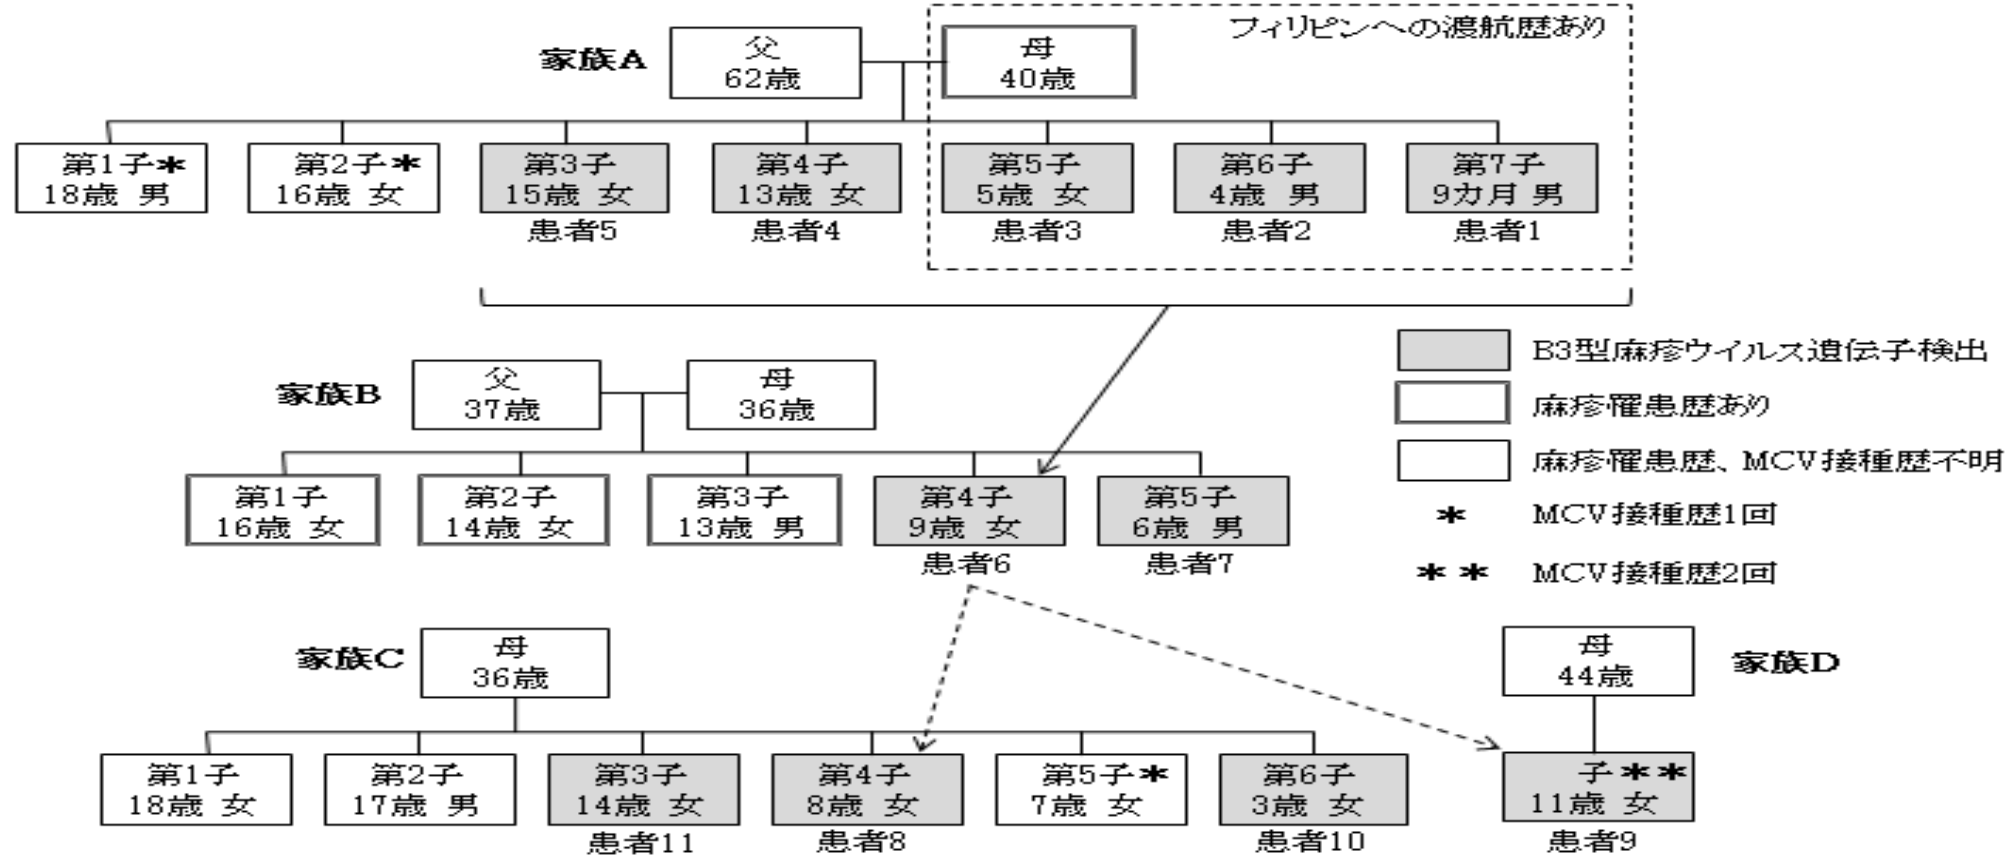 フィリピンへの渡航歴あり
家族A
父
62歳
母
40歳
第1子*
18歳 男
第2子*
16歳 女
第3子
15歳 女
患者5
第4子
13歳 女
患者4
第5子
5歳 女
患者3
第6子
4歳 男
患者2
第7子
9カ月 男
患者1
家族B
父
37歳
母
36歳
第1子
16歳 女
第2子
14歳 女
第3子
13歳 男
第4子
9歳 女
患者6
第5子
6歳 男
患者7
B3型麻疹ウイルス遺伝子検出
麻疹罹患歴あり
麻疹罹患歴、MCV接種歴不明
* MCV接種歴1回
** MCV接種歴2回
家族C
母
36歳
第1子
18歳 女
第2子
17歳 男
第3子
14歳 女
患者11
第4子
8歳 女
患者8
第5子*
7歳 女
第6子
3歳 女
患者10
母
44歳
家族D
子**
11歳 女
患者9